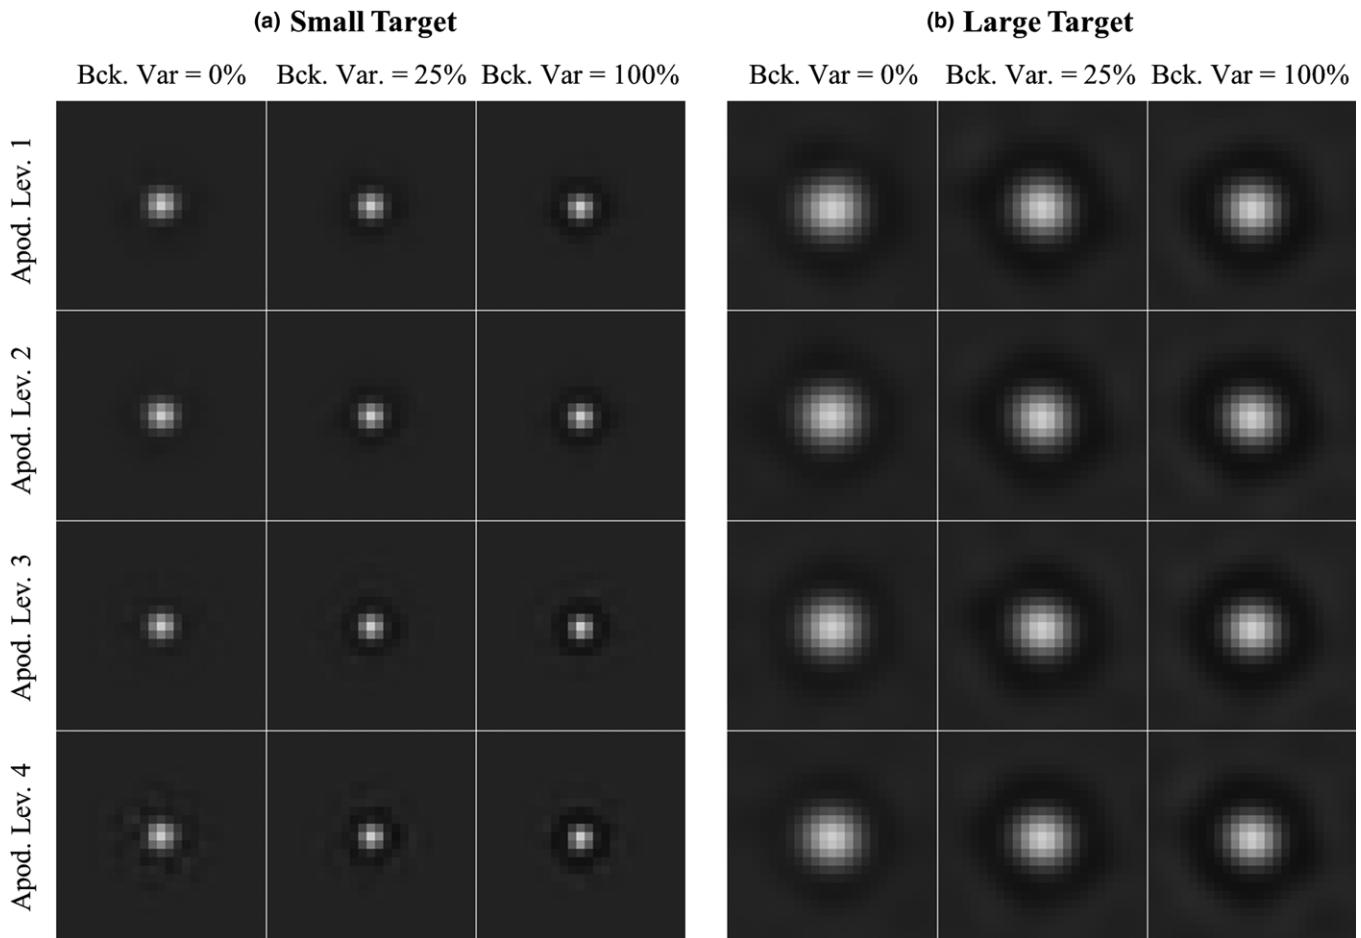 (a) Small Target
(b) Large Target
Bck. Var = 0% Bck. Var. = 25% Bck. Var = 100%
Bck. Var = 0% Bck. Var. = 25% Bck. Var = 100%
Apod. Lev. 1
Apod. Lev. 2
Apod. Lev. 3
Apod. Lev. 4